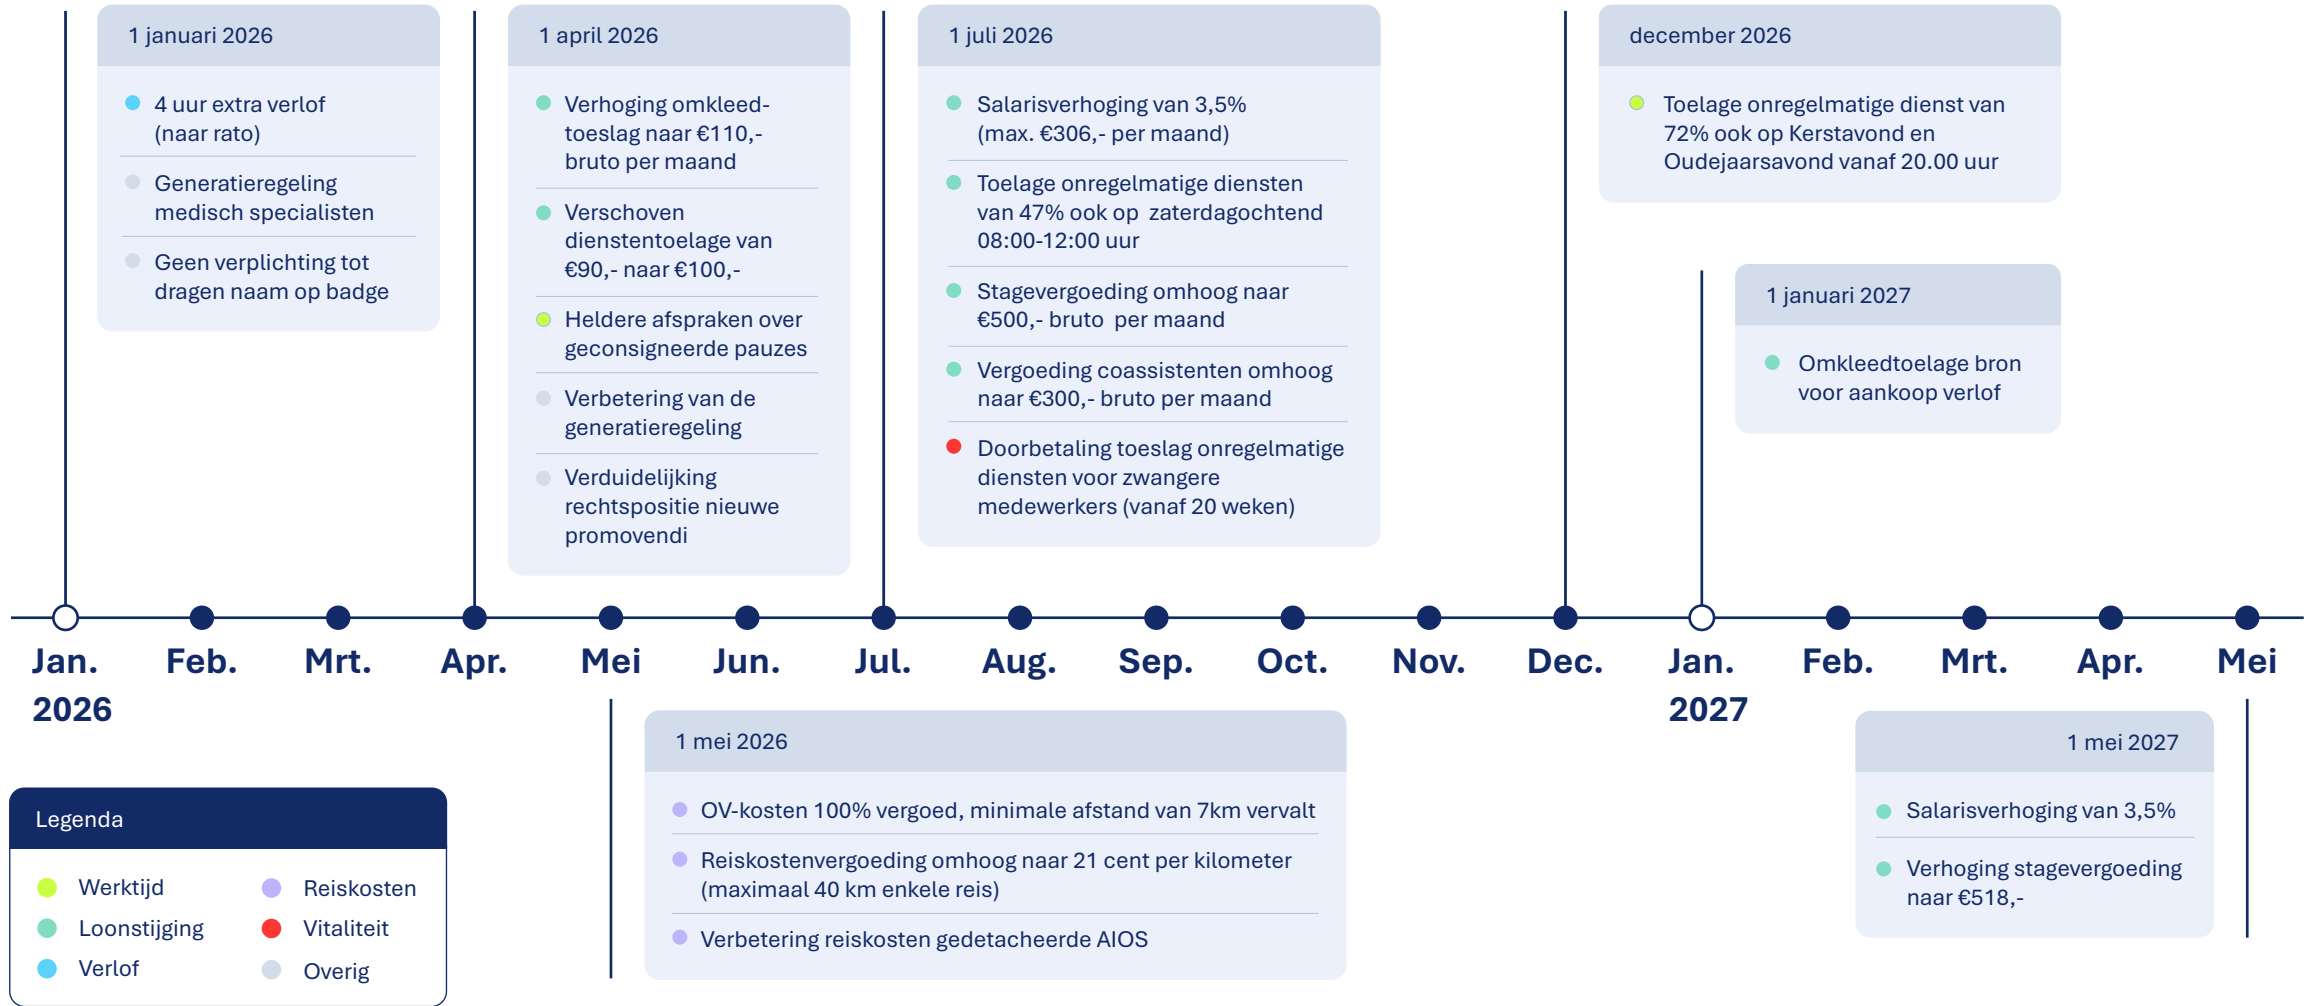 1 januari 2026
4 uur extra verlof
(naar rato)
Generatieregeling
medisch specialisten
Geen verplichting tot
dragen naam op badge
1 april 2026
Verhoging omkleed-
toeslag naar €110,-
bruto per maand
Verschoven
dienstentoelage van
€90,- naar €100,-
Heldere afspraken over
geconsigneerde pauzes
Verbetering van de
generatieregeling
Verduidelijking
rechtspositie nieuwe
promovendi
1 juli 2026
Salarisverhoging van 3,5%
(max. €306,- per maand)
Toelage onregelmatige diensten
van 47% ook op zaterdagochtend
08:00-12:00 uur
Stagevergoeding omhoog naar
€500,- bruto per maand
Vergoeding coassistenten omhoog
naar €300,- bruto per maand
Doorbetaling toeslag onregelmatige
diensten voor zwangere
medewerkers (vanaf 20 weken)
december 2026
Toelage onregelmatige dienst van
72% ook op Kerstavond en
Oudejaarsavond vanaf 20.00 uur
1 januari 2027
Omkleedtoelage bron
voor aankoop verlof
Jan. Feb. Mrt. Apr. Mei Jun. Jul. Aug. Sep. Oct. Nov. Dec. Jan. Feb. Mrt. Apr. Mei
2026 2027
1 mei 2026
OV-kosten 100% vergoed, minimale afstand van 7km vervalt
Reiskostenvergoeding omhoog naar 21 cent per kilometer
(maximaal 40 km enkele reis)
Verbetering reiskosten gedetacheerde AIOS
1 mei 2027
Salarisverhoging van 3,5%
Verhoging stagevergoeding
naar €518,-
Legenda
Werktijd
Loonstijging
Verlof
Reiskosten
Vitaliteit
Overig